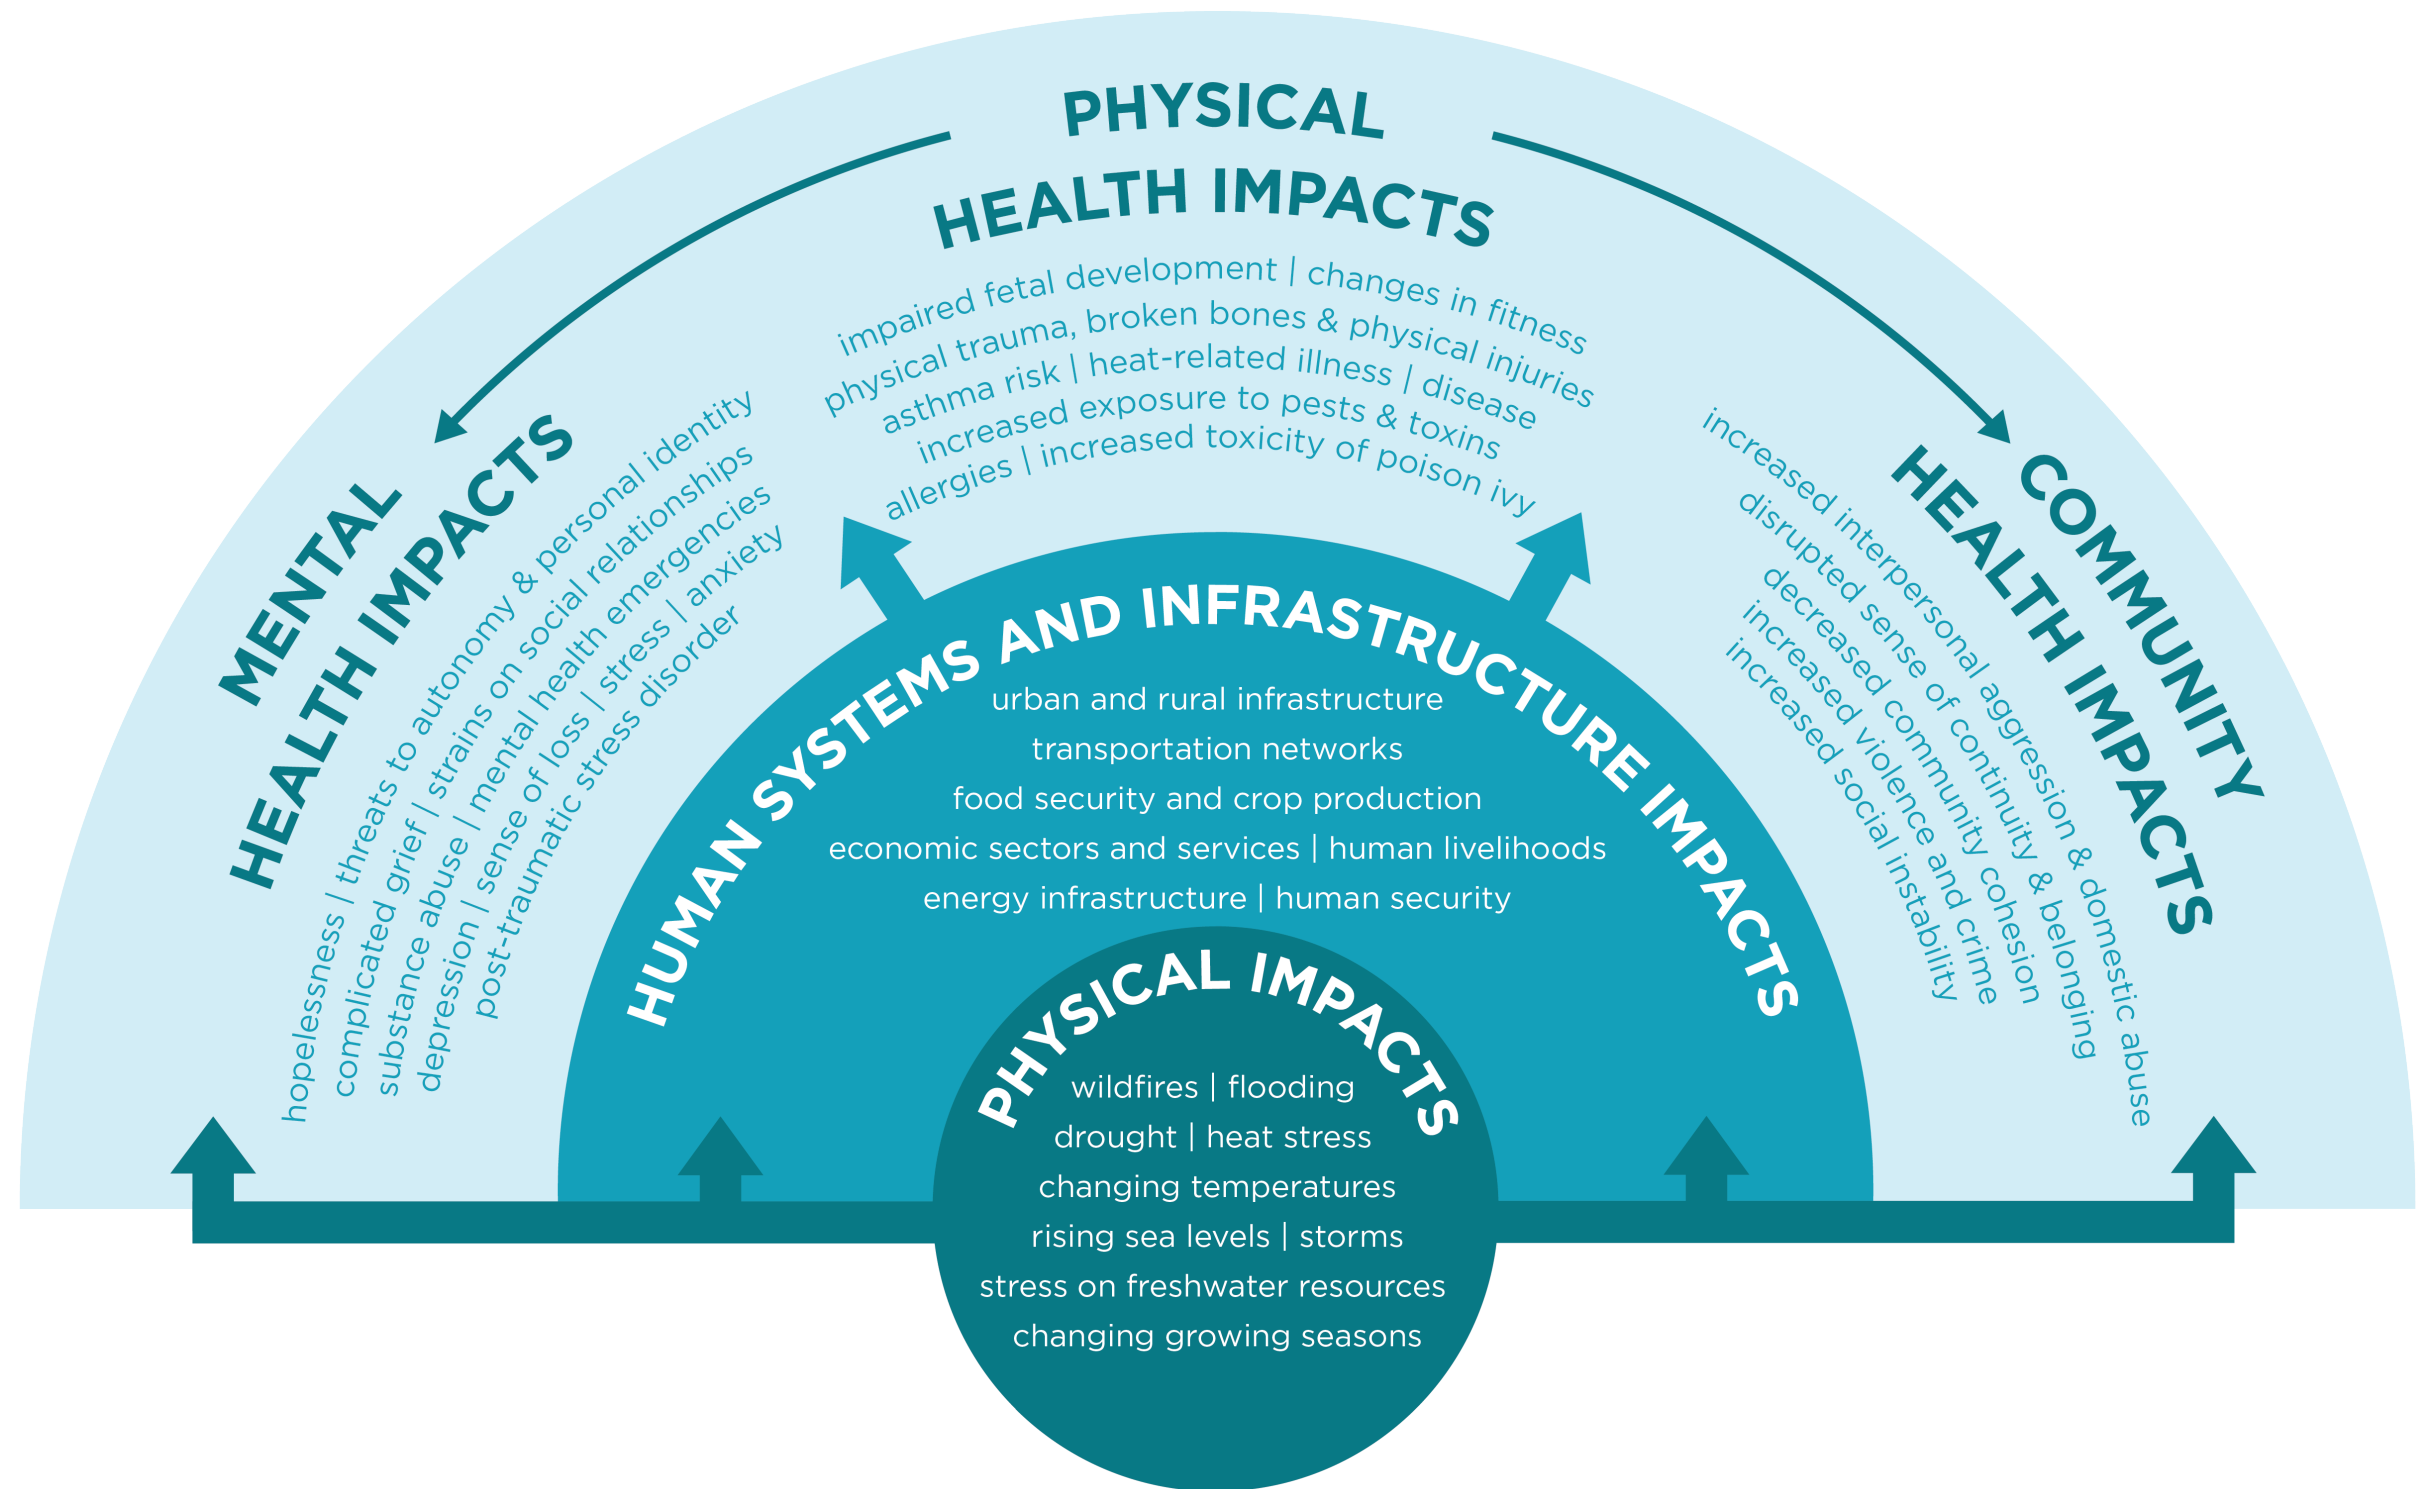 PHYSICAL
HEALTH IMPACTS
impaired fetal development | changes in fitness
physical trauma, broken bones & physical injuries
asthma risk | heat-related illness | disease
increased exposure to pests & toxins
allergies | increased toxicity of poison ivy
MENTAL
HEALTH IMPACTS
hopelessness | threats to autonomy & personal identity
complicated grief | strains on social relationships
substance abuse | mental health emergencies
depression | sense of loss | stress | anxiety
post-traumatic stress disorder
COMMUNITY
HEALTH IMPACTS
increased interpersonal aggression & domestic abuse
disrupted sense of continuity & belonging
decreased community cohesion
increased violence and crime
increased social instability
HUMAN SYSTEMS AND INFRASTRUCTURE IMPACTS
urban and rural infrastructure
transportation networks
food security and crop production
economic sectors and services | human livelihoods
energy infrastructure | human security
PHYSICAL IMPACTS
wildfires | flooding
drought | heat stress
changing temperatures
rising sea levels | storms
stress on freshwater resources
changing growing seasons